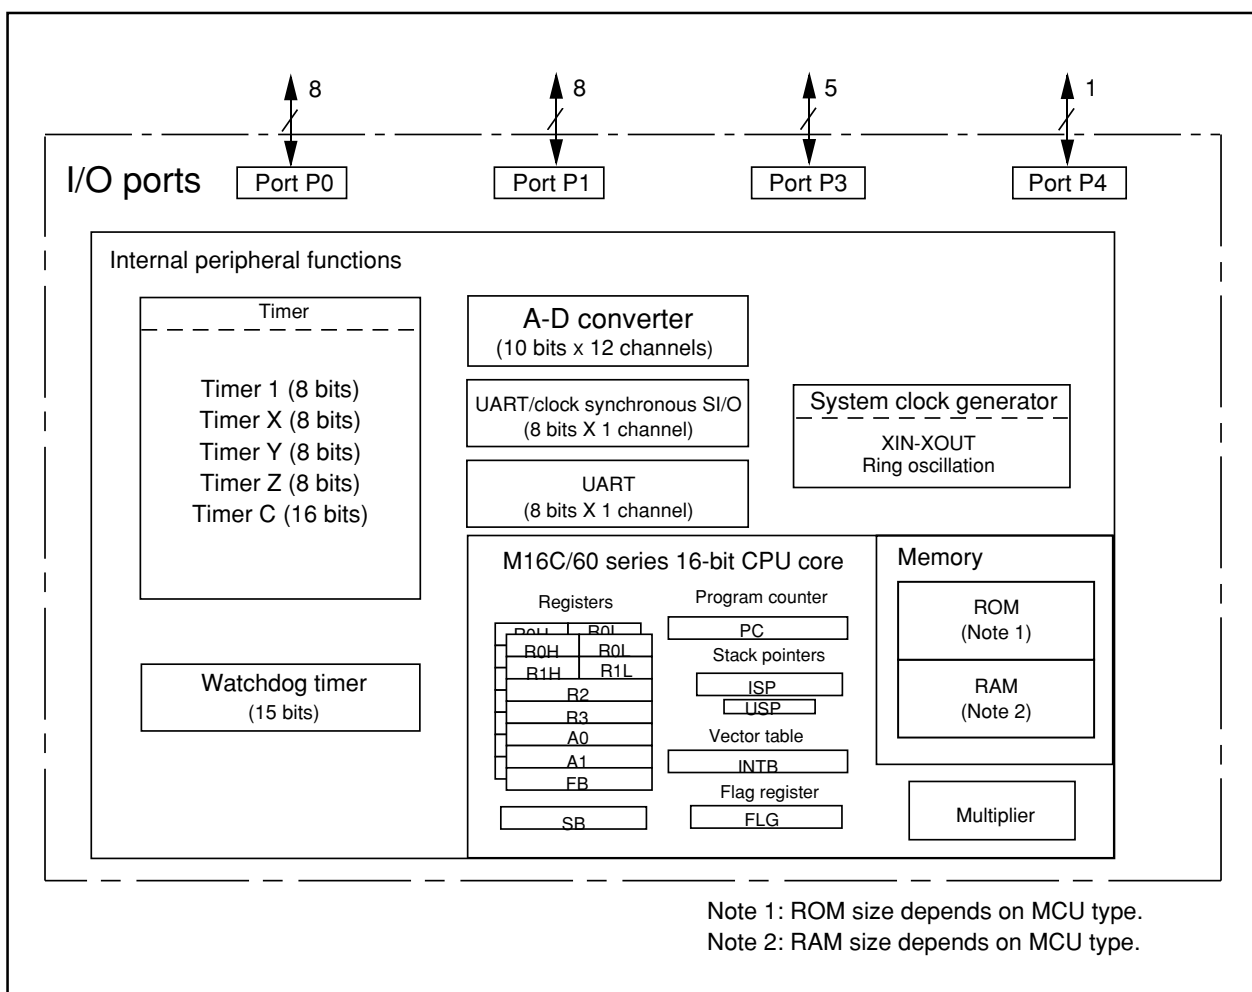 8
8
5
1
I/O ports
Port P0
Port P1
Port P3
Port P4
Internal peripheral functions
Timer
Timer 1 (8 bits)
Timer X (8 bits)
Timer Y (8 bits)
Timer Z (8 bits)
Timer C (16 bits)
Watchdog timer
(15 bits)
A-D converter
(10 bits x 12 channels)
UART/clock synchronous SI/O
(8 bits X 1 channel)
UART
(8 bits X 1 channel)
System clock generator
XIN-XOUT
Ring oscillation
M16C/60 series 16-bit CPU core
Registers
R0H R0L
R0H R0L
R1H R1L
R2
R3
A0
A1
FB
SB
Program counter
PC
Stack pointers
ISP
USP
Vector table
INTB
Flag register
FLG
Memory
ROM
(Note 1)
RAM
(Note 2)
Multiplier
Note 1: ROM size depends on MCU type.
Note 2: RAM size depends on MCU type.